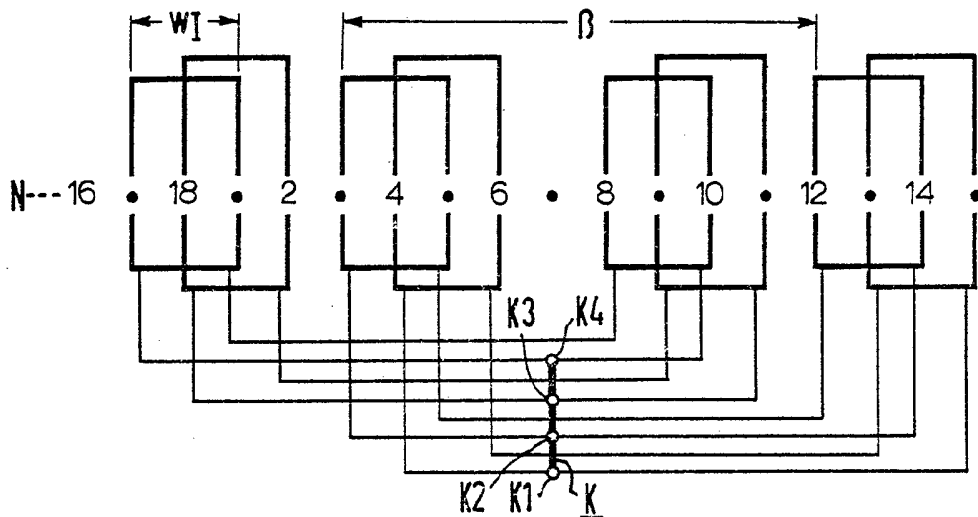 WI ß
N---16 • 18 • 2 • 4 • 6 • 8 • 10 • 12 • 14 •
K3 K4
K2 K1 K